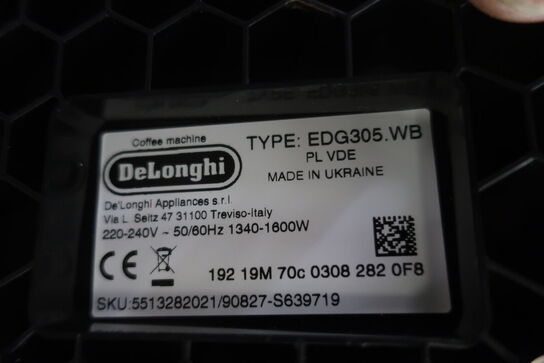 Coffee machine
TYPE: EDG305.WB
DeLonghi
PL VDE
MADE IN UKRAINE
De'Longhi Appliances s.r.l.
Via L. Seitz 47 31100 Treviso-Italy
220-240V ~ 50/60Hz 1340-1600W
CE
192 19M 70c 0308 282 0F8
SKU:5513282021/90827-S639719